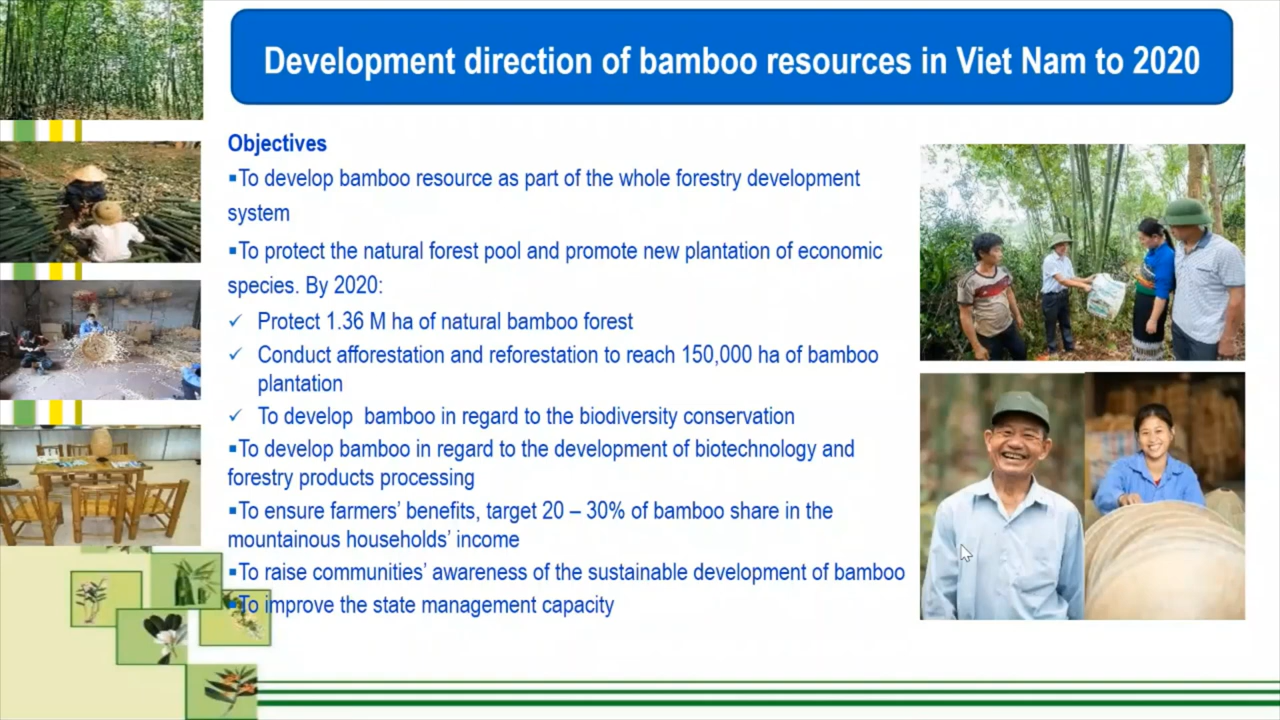 Development direction of bamboo resources in Viet Nam to 2020
Objectives
▪To develop bamboo resource as part of the whole forestry development
system
▪To protect the natural forest pool and promote new plantation of economic
species. By 2020:
✓ Protect 1.36 M ha of natural bamboo forest
✓ Conduct afforestation and reforestation to reach 150,000 ha of bamboo
plantation
✓ To develop  bamboo in regard to the biodiversity conservation
▪To develop bamboo in regard to the development of biotechnology and
forestry products processing
▪To ensure farmers’ benefits, target 20 – 30% of bamboo share in the
mountainous households’ income
▪To raise communities’ awareness of the sustainable development of bamboo
▪To improve the state management capacity